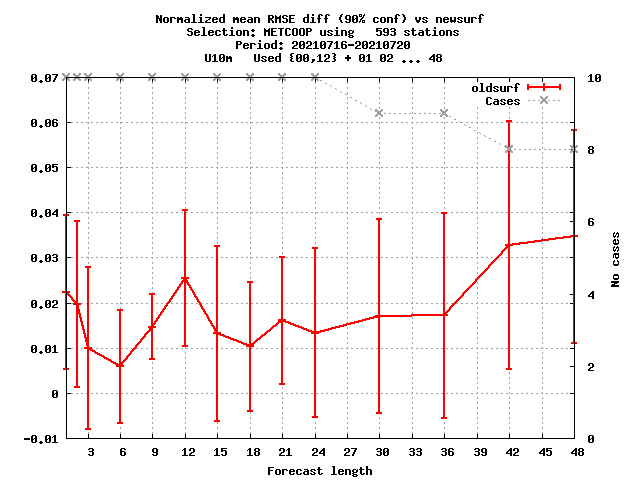 Normalized mean RMSE diff (90% conf) vs newsurf
Selection: METCOOP using   593 stations
Period: 20210716-20210720
U10m   Used {00,12} + 01 02 ... 48
0.07
0.06
0.05
0.04
0.03
0.02
0.01
0
-0.01
10
8
6
4
2
0
oldsurf
Cases
No cases
3 6 9 12 15 18 21 24 27 30 33 36 39 42 45 48
Forecast length